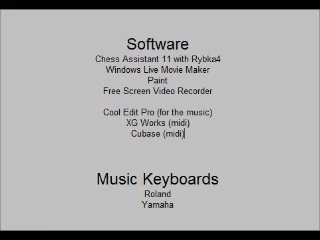 Software
Chess Assistant 11 with Rybka4
Windows Live Movie Maker
Paint
Free Screen Video Recorder
Cool Edit Pro (for the music)
XG Works (midi)
Cubase (midi)
Music Keyboards
Roland
Yamaha